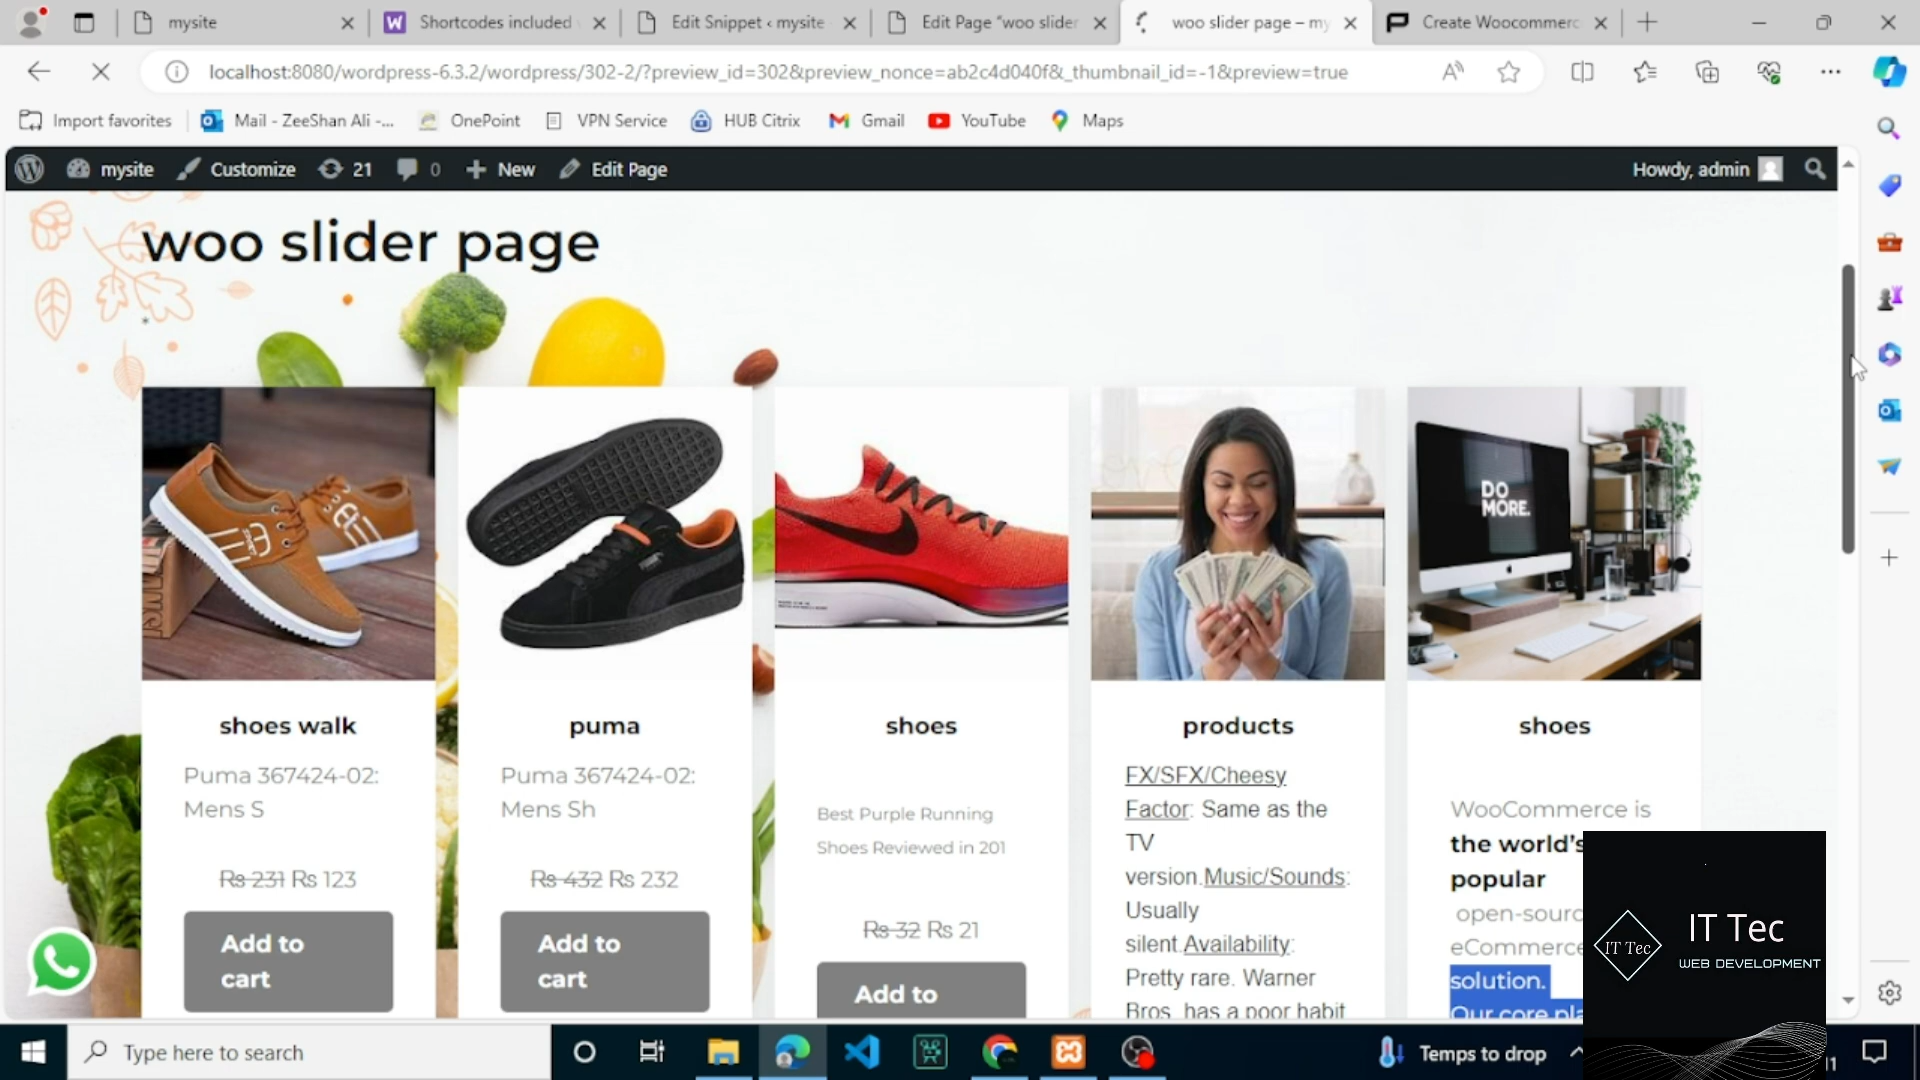 mysite
Shortcodes included
Edit Snippet ‹ mysite
Edit Page "woo slider
woo slider page – my
Create Woocommerc
localhost:8080/wordpress-6.3.2/wordpress/302-2/?preview_id=302&preview_nonce=ab2c4d040f&_thumbnail_id=-1&preview=true
Import favorites
Mail - ZeeShan Ali -...
OnePoint
VPN Service
HUB Citrix
Gmail
YouTube
Maps
mysite
Customize
21
0
New
Edit Page
Howdy, admin
woo slider page
*
DO
MORE.
shoes walk
Puma 367424-02:
Mens S
₨ 231 ₨ 123
Add to
cart
puma
Puma 367424-02:
Mens Sh
₨ 432 ₨ 232
Add to
cart
shoes
Best Purple Running
Shoes Reviewed in 201
₨ 32 ₨ 21
Add to
products
FX/SFX/Cheesy
Factor: Same as the
TV
version.Music/Sounds:
Usually
silent.Availability:
Pretty rare. Warner
Bros. has a poor habit
shoes
WooCommerce is
the world's
popular
open-sourc
eCommerce
solution.
Our core pla
IT Tec
IT Tec
WEB DEVELOPMENT
Type here to search
Temps to drop